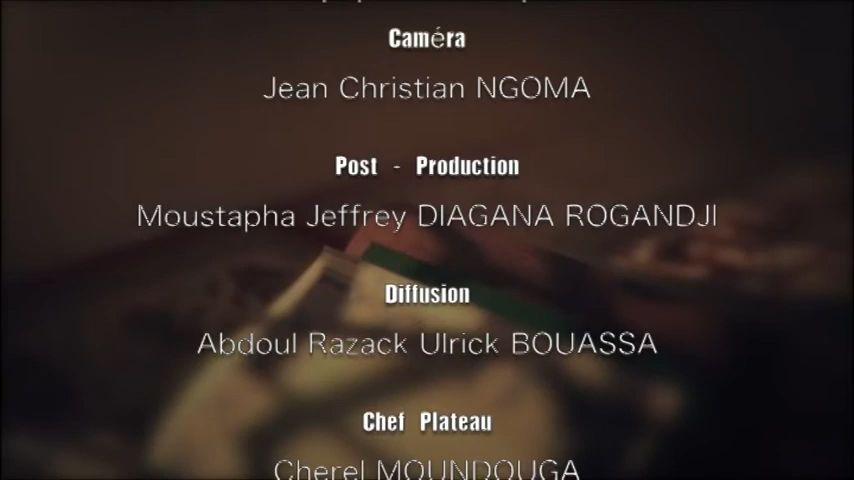 Caméra
Jean Christian NGOMA
Post - Production
Moustapha Jeffrey DIAGANA ROGANDJI
Diffusion
Abdoul Razack Ulrick BOUASSA
Chef Plateau
Cherel MOUNDOUGA